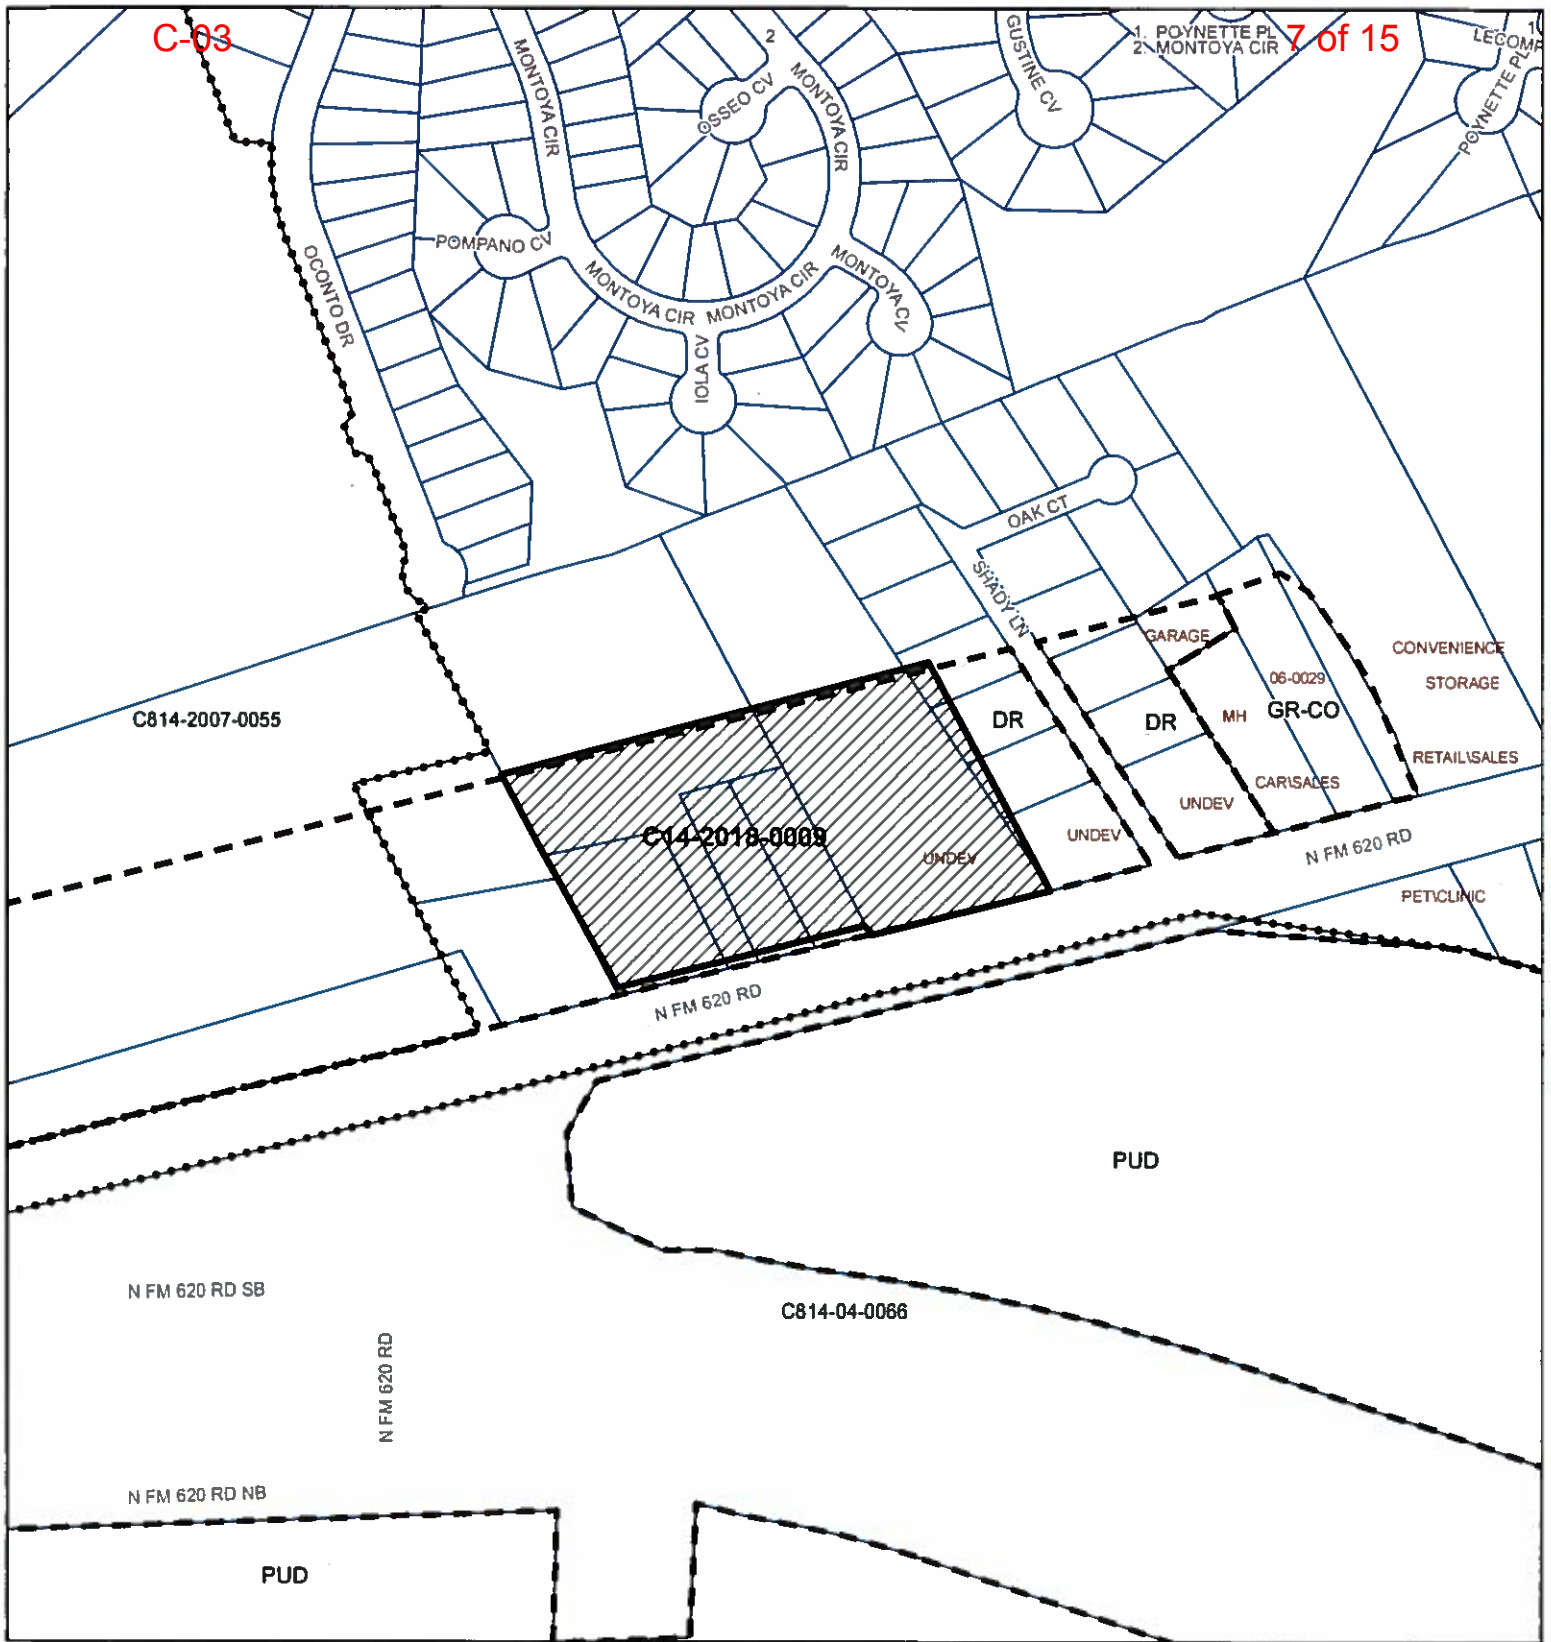 C-03
1. POYNETTE PL
2. MONTOYA CIR
7 of 15
2
1
GUSTINE CV
POYNETTE PL
MONTOYA CIR
OSSEO CV
MONTOYA CIR
OCONTO DR
POMPANO CV
MONTOYA CIR
MONTOYA CIR
MONTOYA CV
IOLA CV
OAK CT
SHADY LN
GARAGE
CONVENIENCE
STORAGE
06-0029
GR-CO
MH
DR
DR
C814-2007-0055
RETAIL\SALES
CAR\SALES
UNDEV
UNDEV
C14-2018-0009
UNDEV
N FM 620 RD
PET\CLINIC
N FM 620 RD
PUD
N FM 620 RD SB
C814-04-0066
N FM 620 RD
N FM 620 RD NB
PUD